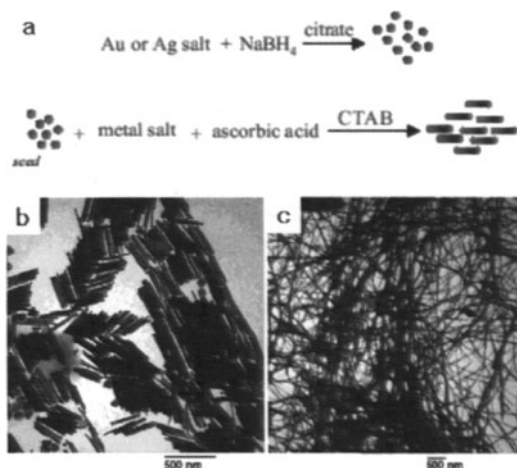 a
Au or Ag salt + NaBH4 citrate
seed + metal salt + ascorbic acid CTAB
b
c
500 nm
500 nm